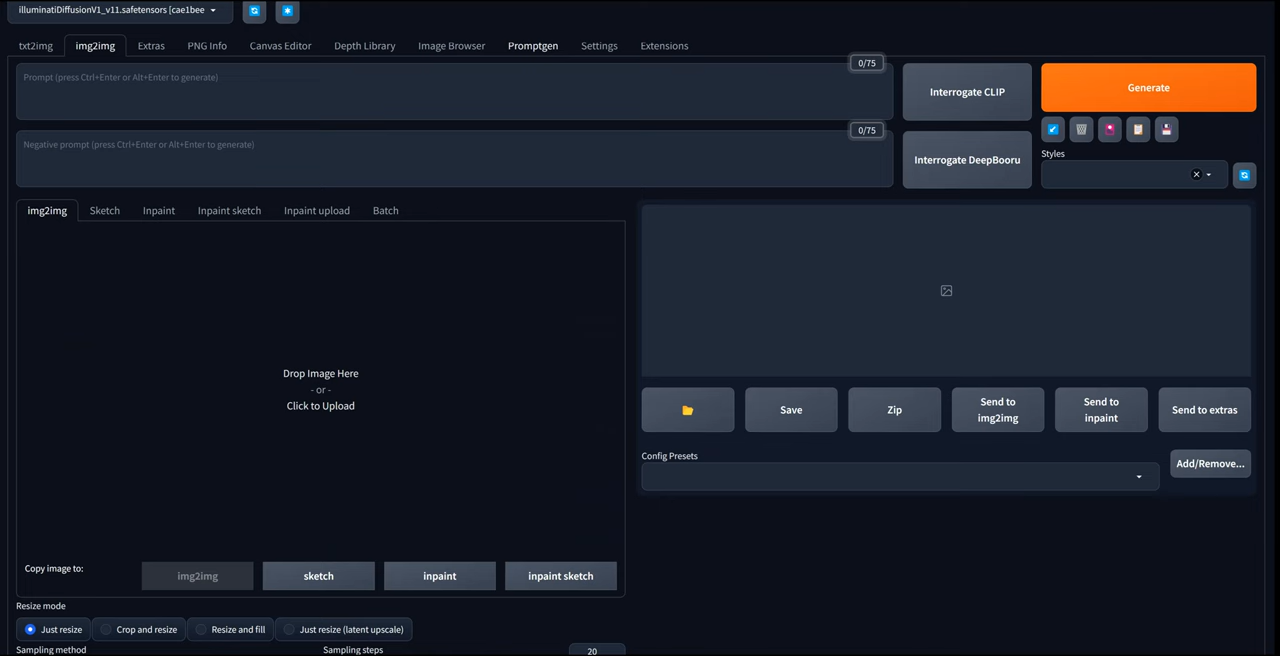 illuminatiDiffusionV1_v11.safetensors [cae1bee
txt2img
img2img
Extras
PNG Info
Canvas Editor
Depth Library
Image Browser
Promptgen
Settings
Extensions
Prompt (press Ctrl+Enter or Alt+Enter to generate)
0/75
Interrogate CLIP
Generate
Negative prompt (press Ctrl+Enter or Alt+Enter to generate)
0/75
Interrogate DeepBooru
Styles
img2img
Sketch
Inpaint
Inpaint sketch
Inpaint upload
Batch
Drop Image Here
- or -
Click to Upload
Copy image to:
img2img
sketch
inpaint
inpaint sketch
Save
Zip
Send to
img2img
Send to
inpaint
Send to extras
Config Presets
Add/Remove...
Resize mode
Just resize
Crop and resize
Resize and fill
Just resize (latent upscale)
Sampling method
Sampling steps
20